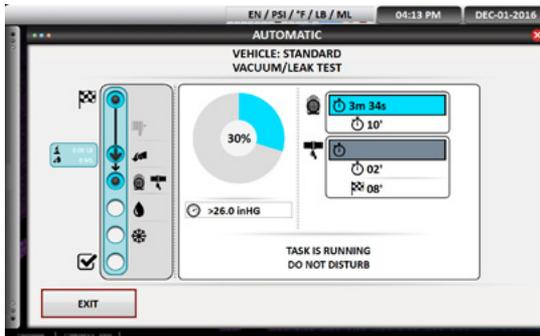 EN / PSI / °F / LB / ML
04:13 PM
DEC-01-2016
AUTOMATIC
VEHICLE: STANDARD
VACUUM/LEAK TEST
30%
3m 34s
10'
02'
08'
>26.0 inHG
TASK IS RUNNING
DO NOT DISTURB
EXIT